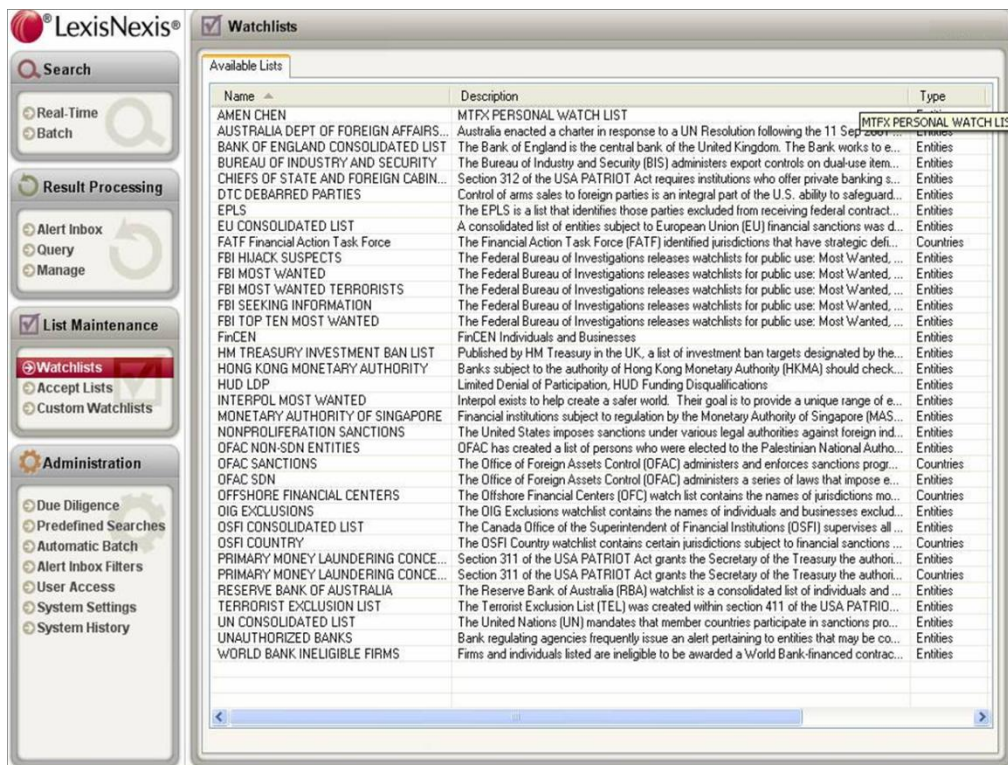 LexisNexis®
Search
Real-Time
Batch
Result Processing
Alert Inbox
Query
Manage
List Maintenance
Watchlists
Accept Lists
Custom Watchlists
Administration
Due Diligence
Predefined Searches
Automatic Batch
Alert Inbox Filters
User Access
System Settings
System History
Watchlists
Available Lists
Name Description Type
AMEN CHEN MTFX PERSONAL WATCH LIST
MTFX PERSONAL WATCH LIS
AUSTRALIA DEPT OF FOREIGN AFFAIRS... Australia enacted a charter in response to a UN Resolution following the 11 Sep 2001 Entities
BANK OF ENGLAND CONSOLIDATED LIST The Bank of England is the central bank of the United Kingdom. The Bank works to e... Entities
BUREAU OF INDUSTRY AND SECURITY The Bureau of Industry and Security (BIS) administers export controls on dual-use item... Entities
CHIEFS OF STATE AND FOREIGN CABIN... Section 312 of the USA PATRIOT Act requires institutions who offer private banking s... Entities
DTC DEBARRED PARTIES Control of arms sales to foreign parties is an integral part of the U.S. ability to safeguard... Entities
EPLS The EPLS is a list that identifies those parties excluded from receiving federal contract... Entities
EU CONSOLIDATED LIST A consolidated list of entities subject to European Union (EU) financial sanctions was d... Entities
FATF Financial Action Task Force The Financial Action Task Force (FATF) identified jurisdictions that have strategic defi... Countries
FBI HIJACK SUSPECTS The Federal Bureau of Investigations releases watchlists for public use: Most Wanted, ... Entities
FBI MOST WANTED The Federal Bureau of Investigations releases watchlists for public use: Most Wanted, ... Entities
FBI MOST WANTED TERRORISTS The Federal Bureau of Investigations releases watchlists for public use: Most Wanted, ... Entities
FBI SEEKING INFORMATION The Federal Bureau of Investigations releases watchlists for public use: Most Wanted, ... Entities
FBI TOP TEN MOST WANTED The Federal Bureau of Investigations releases watchlists for public use: Most Wanted, ... Entities
FinCEN FinCEN Individuals and Businesses Entities
HM TREASURY INVESTMENT BAN LIST Published by HM Treasury in the UK, a list of investment ban targets designated by the... Entities
HONG KONG MONETARY AUTHORITY Banks subject to the authority of Hong Kong Monetary Authority (HKMA) should check... Entities
HUD LDP Limited Denial of Participation, HUD Funding Disqualifications Entities
INTERPOL MOST WANTED Interpol exists to help create a safer world. Their goal is to provide a unique range of e... Entities
MONETARY AUTHORITY OF SINGAPORE Financial institutions subject to regulation by the Monetary Authority of Singapore (MAS... Entities
NONPROLIFERATION SANCTIONS The United States imposes sanctions under various legal authorities against foreign ind... Entities
OFAC NON-SDN ENTITIES OFAC has created a list of persons who were elected to the Palestinian National Autho... Entities
OFAC SANCTIONS The Office of Foreign Assets Control (OFAC) administers and enforces sanctions progr... Countries
OFAC SDN The Office of Foreign Assets Control (OFAC) administers a series of laws that impose e... Entities
OFFSHORE FINANCIAL CENTERS The Offshore Financial Centers (OFC) watch list contains the names of jurisdictions mo... Countries
OIG EXCLUSIONS The OIG Exclusions watchlist contains the names of individuals and businesses exclud... Entities
OSFI CONSOLIDATED LIST The Canada Office of the Superintendent of Financial Institutions (OSFI) supervises all ... Entities
OSFI COUNTRY The OSFI Country watchlist contains certain jurisdictions subject to financial sanctions ... Countries
PRIMARY MONEY LAUNDERING CONCE... Section 311 of the USA PATRIOT Act grants the Secretary of the Treasury the authori... Entities
PRIMARY MONEY LAUNDERING CONCE... Section 311 of the USA PATRIOT Act grants the Secretary of the Treasury the authori... Countries
RESERVE BANK OF AUSTRALIA The Reserve Bank of Australia (RBA) watchlist is a consolidated list of individuals and ... Entities
TERRORIST EXCLUSION LIST The Terrorist Exclusion List (TEL) was created within section 411 of the USA PATRIO... Entities
UN CONSOLIDATED LIST The United Nations (UN) mandates that member countries participate in sanctions pro... Entities
UNAUTHORIZED BANKS Bank regulating agencies frequently issue an alert pertaining to entities that may be co... Entities
WORLD BANK INELIGIBLE FIRMS Firms and individuals listed are ineligible to be awarded a World Bank-financed contrac... Entities